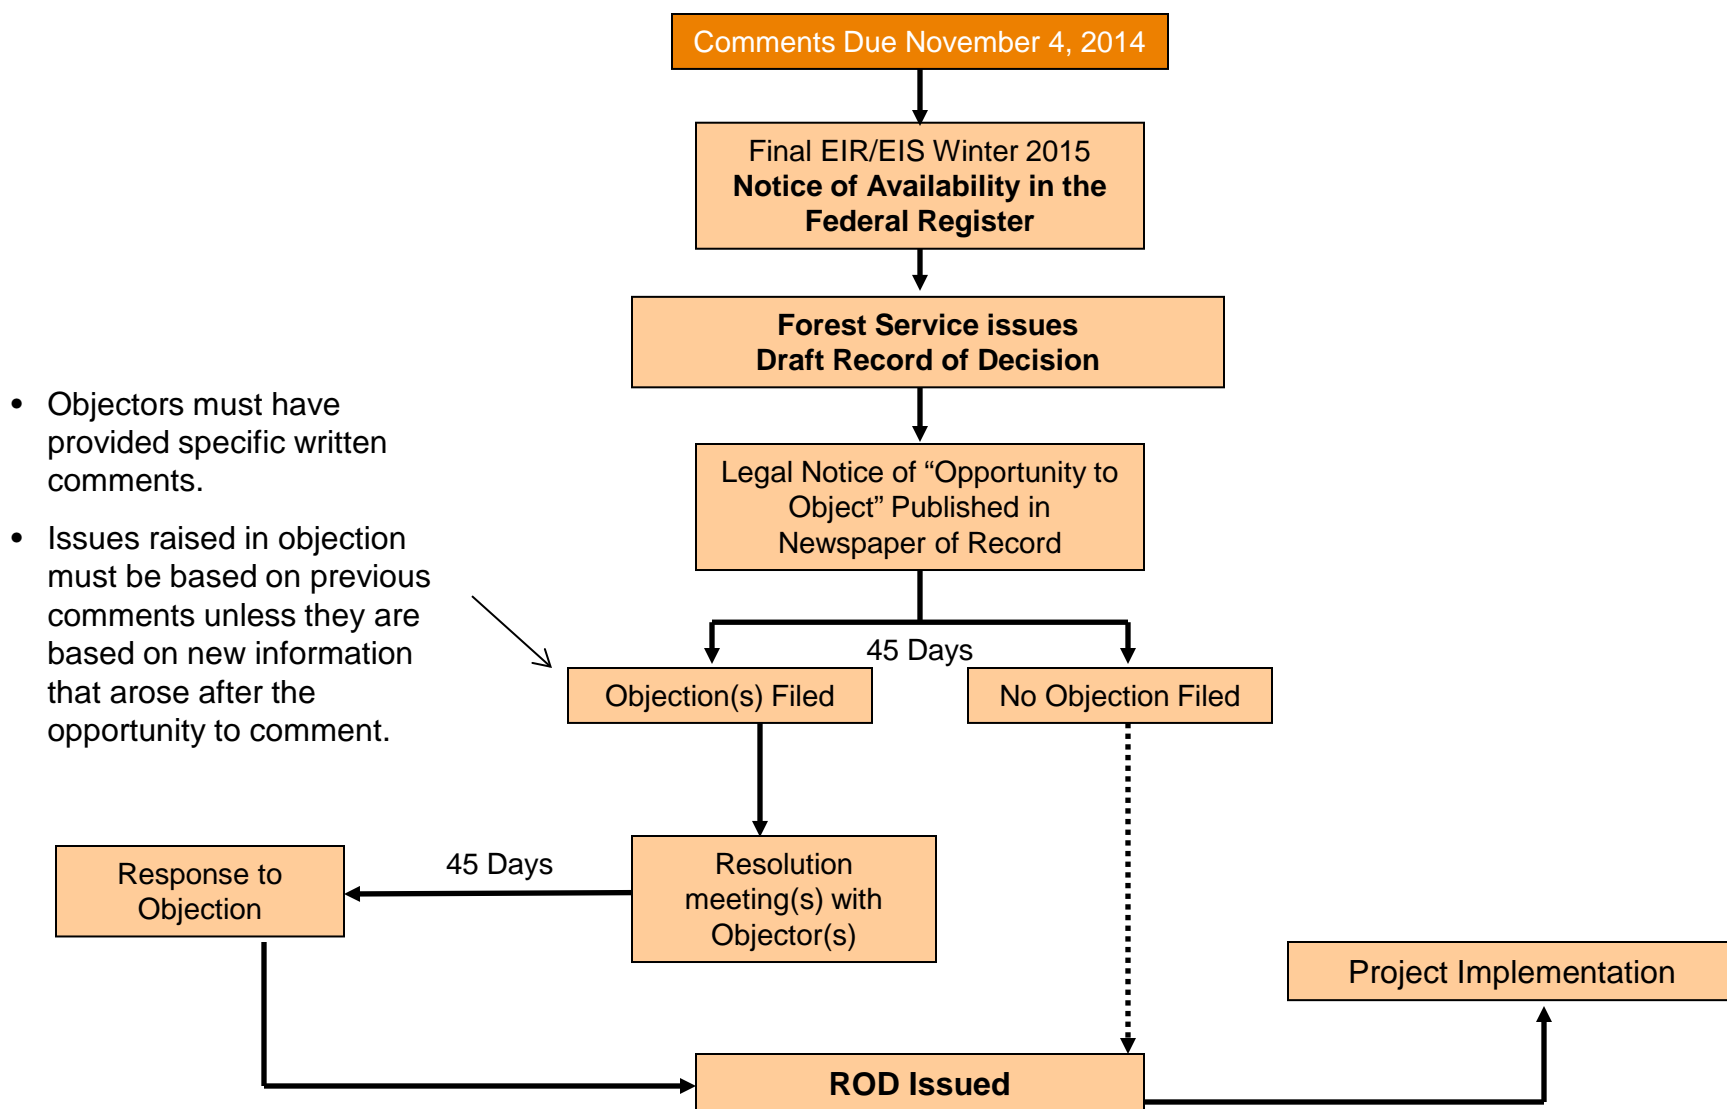 Comments Due November 4, 2014
Final EIR/EIS Winter 2015
Notice of Availability in the
Federal Register
Forest Service issues
Draft Record of Decision
• Objectors must have
provided specific written
comments.
• Issues raised in objection
must be based on previous
comments unless they are
based on new information
that arose after the
opportunity to comment.
Legal Notice of “Opportunity to
Object” Published in
Newspaper of Record
45 Days
Objection(s) Filed
No Objection Filed
Resolution
meeting(s) with
Objector(s)
45 Days
Response to
Objection
Project Implementation
ROD Issued